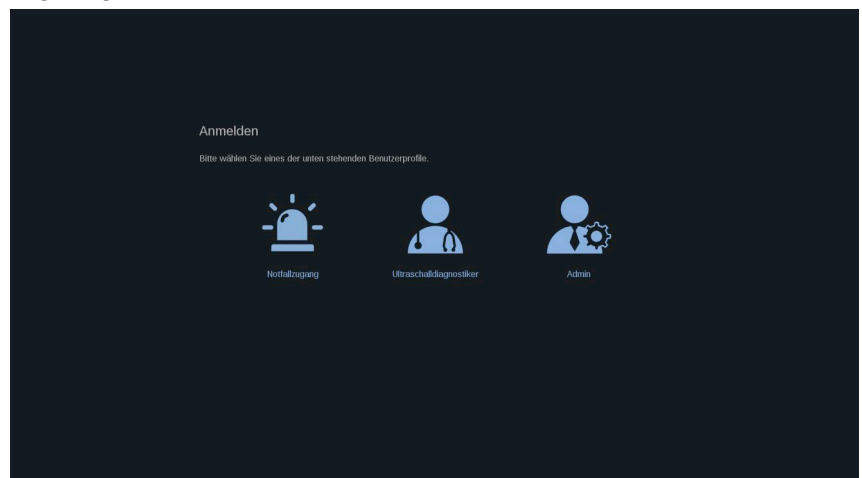 Anmelden
Bitte wählen Sie eines der unten stehenden Benutzerprofile.
Notfallzugang
Ultraschalldiagnostiker
Admin